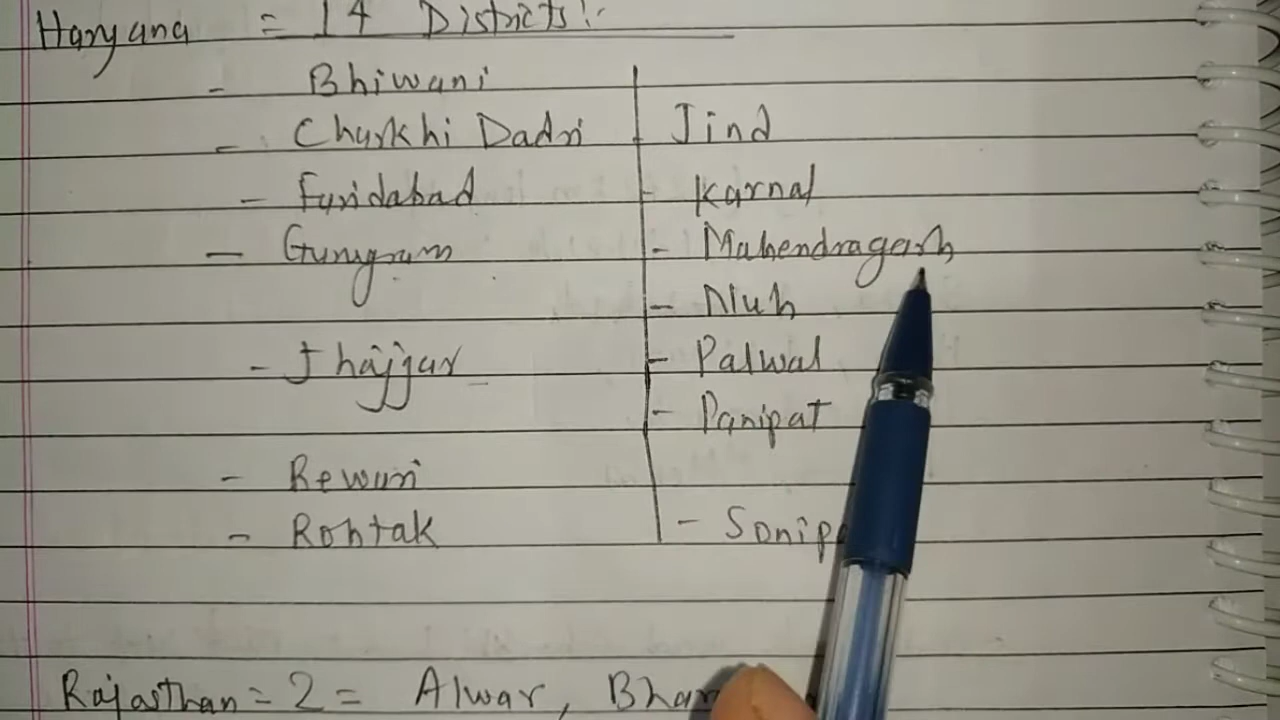 Haryana = 14 Districts:-
- Bhiwani
- Charkhi Dadri
- Faridabad
- Gurugram
- Jhajjar
- Rewari
- Rohtak
Jind
- Karnal
- Mahendragarh
- Nuh
- Palwal
- Panipat
- Sonip
Rajasthan = 2 = Alwar, Bhar